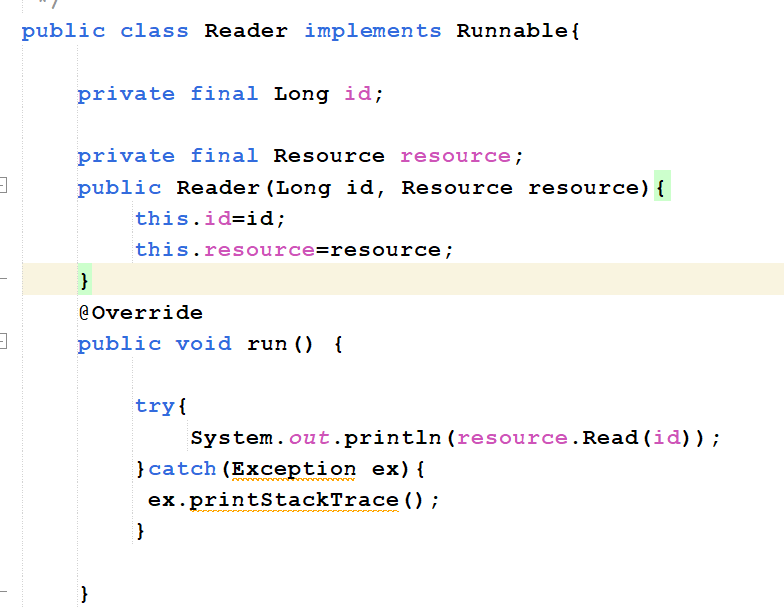 */
public class Reader implements Runnable{
private final Long id;
private final Resource resource;
public Reader(Long id, Resource resource){
this.id=id;
this.resource=resource;
}
@Override
public void run() {
try{
System.out.println(resource.Read(id));
}catch(Exception ex){
ex.printStackTrace();
}
}